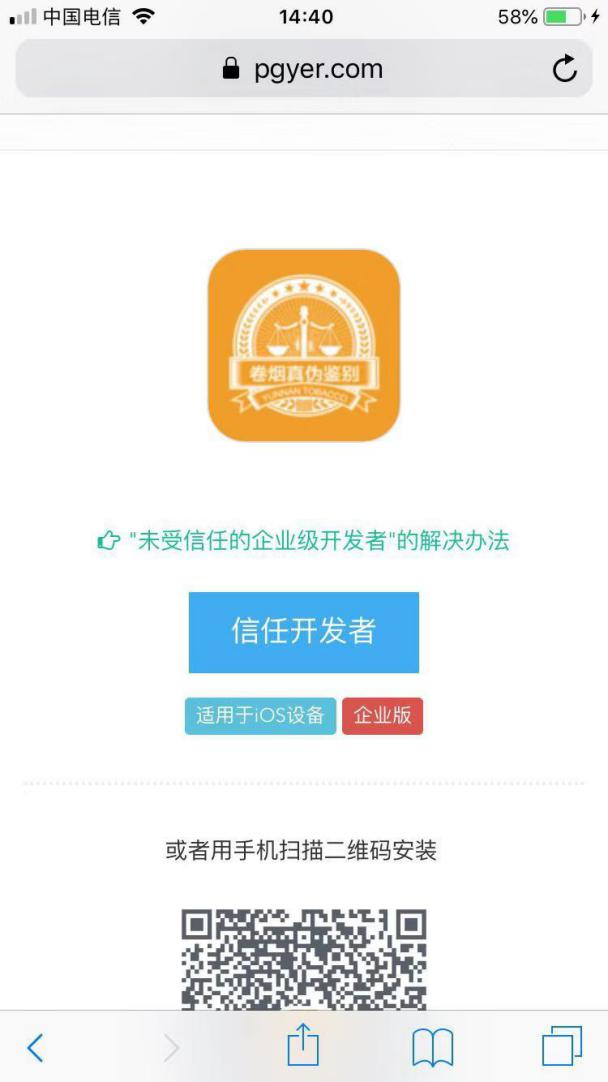 中国电信
14:40
58%
pgyer.com
卷烟真伪鉴别
YUNNAN TOBACCO
"未受信任的企业级开发者"的解决办法
信任开发者
适用于iOS设备
企业版
或者用手机扫描二维码安装